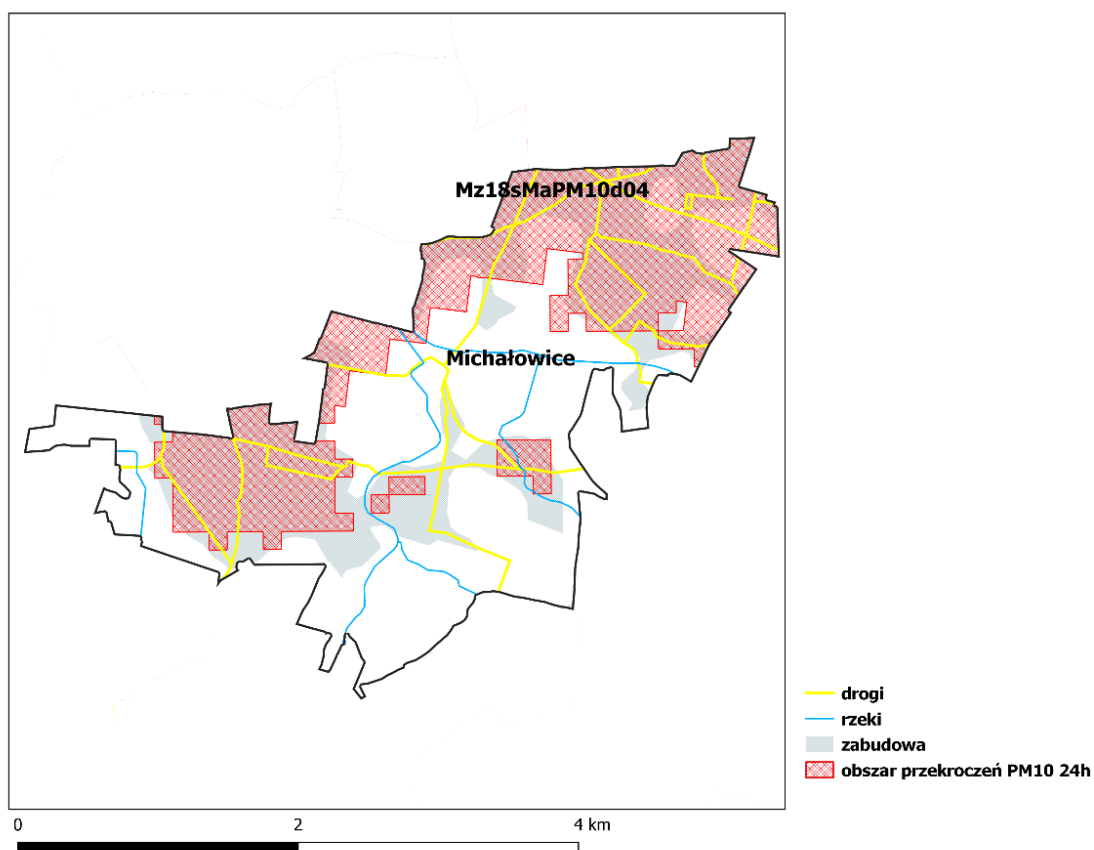 Mz18sMaPM10d04
Michałowice
drogi
rzeki
zabudowa
obszar przekroczeń PM10 24h
0 2 4 km